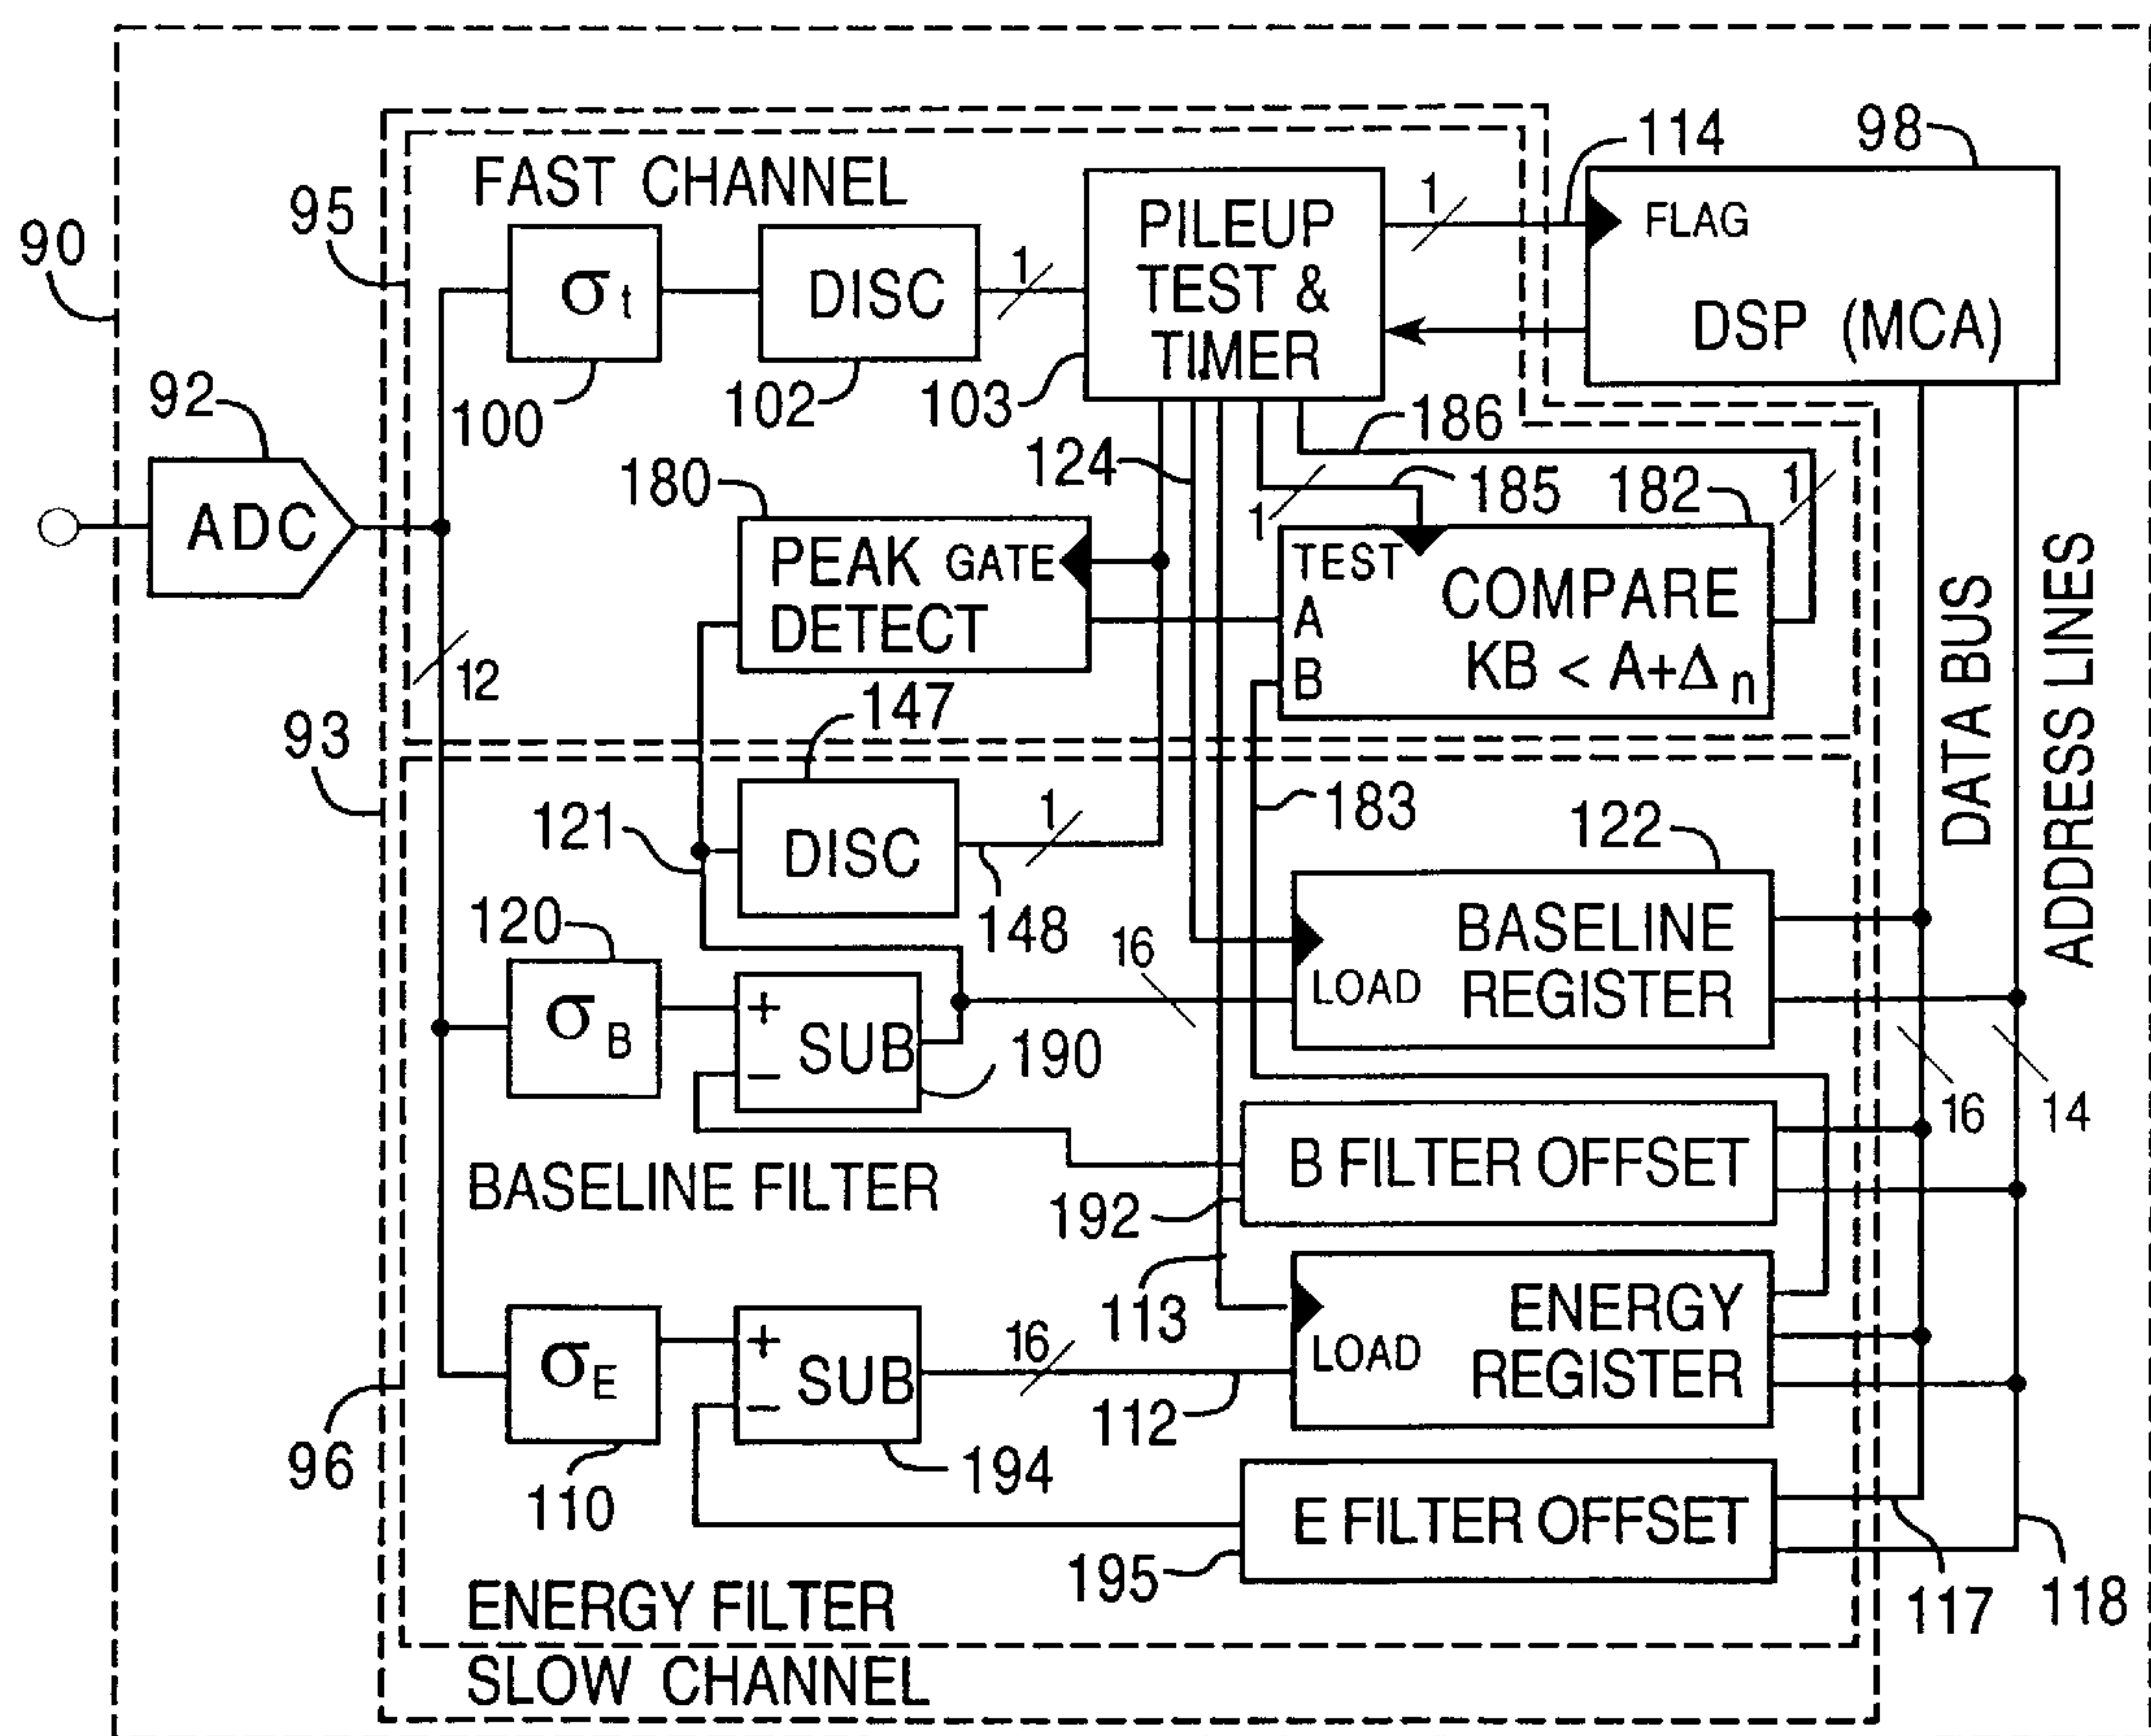 114
98
FAST CHANNEL
95
90
PILEUP
TEST &
TIMER
1
FLAG
DSP (MCA)
σt
DISC
1
100
102
103
92
ADC
124
186
185
182
1
1
180
PEAK GATE
DETECT
TEST
A
B
COMPARE
KB < A+Δn
DATA BUS
ADDRESS LINES
12
93
147
121
DISC
1
148
183
122
120
σB
+
−
SUB
190
16
LOAD
BASELINE
REGISTER
16
14
BASELINE FILTER
B FILTER OFFSET
192
113
σE
+
−
SUB
16
112
LOAD
ENERGY
REGISTER
96
110
194
E FILTER OFFSET
195
117
118
ENERGY FILTER
SLOW CHANNEL